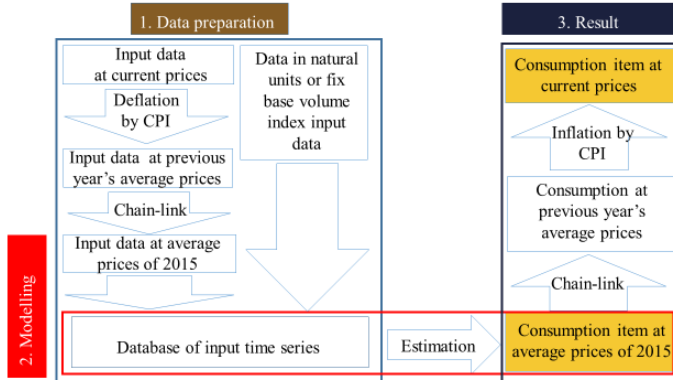 1. Data preparation
Input data
at current prices
Deflation
by CPI
Input data  at previous
year's average prices
Chain-link
Input data at average
prices of 2015
Data in natural
units or fix
base volume
index input
data
2. Modelling
Database of input time series
Estimation
3. Result
Consumption item at
current prices
Inflation by
CPI
Consumption at
previous year's
average prices
Chain-link
Consumption item at
average prices of 2015